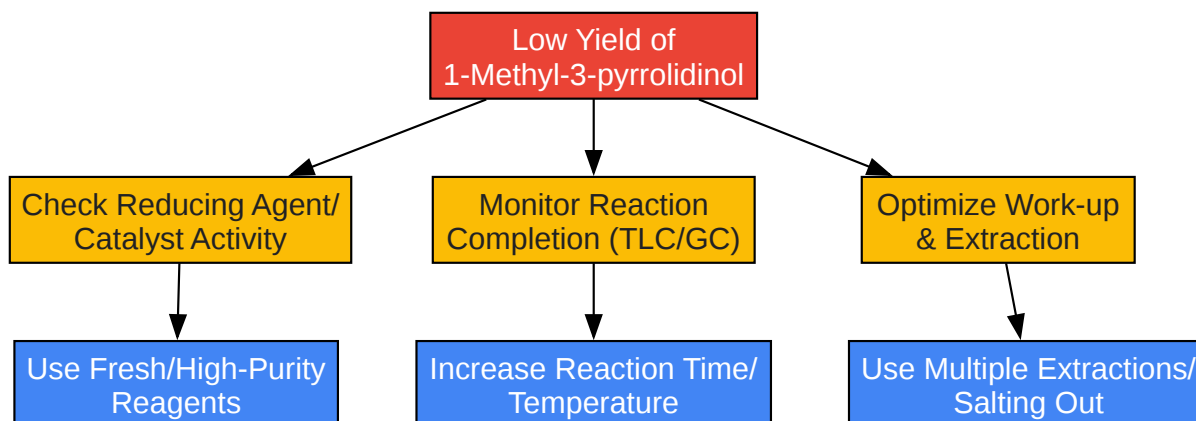 Low Yield of
1-Methyl-3-pyrrolidinol
Check Reducing Agent/
Catalyst Activity
Monitor Reaction
Completion (TLC/GC)
Optimize Work-up
& Extraction
Use Fresh/High-Purity
Reagents
Increase Reaction Time/
Temperature
Use Multiple Extractions/
Salting Out